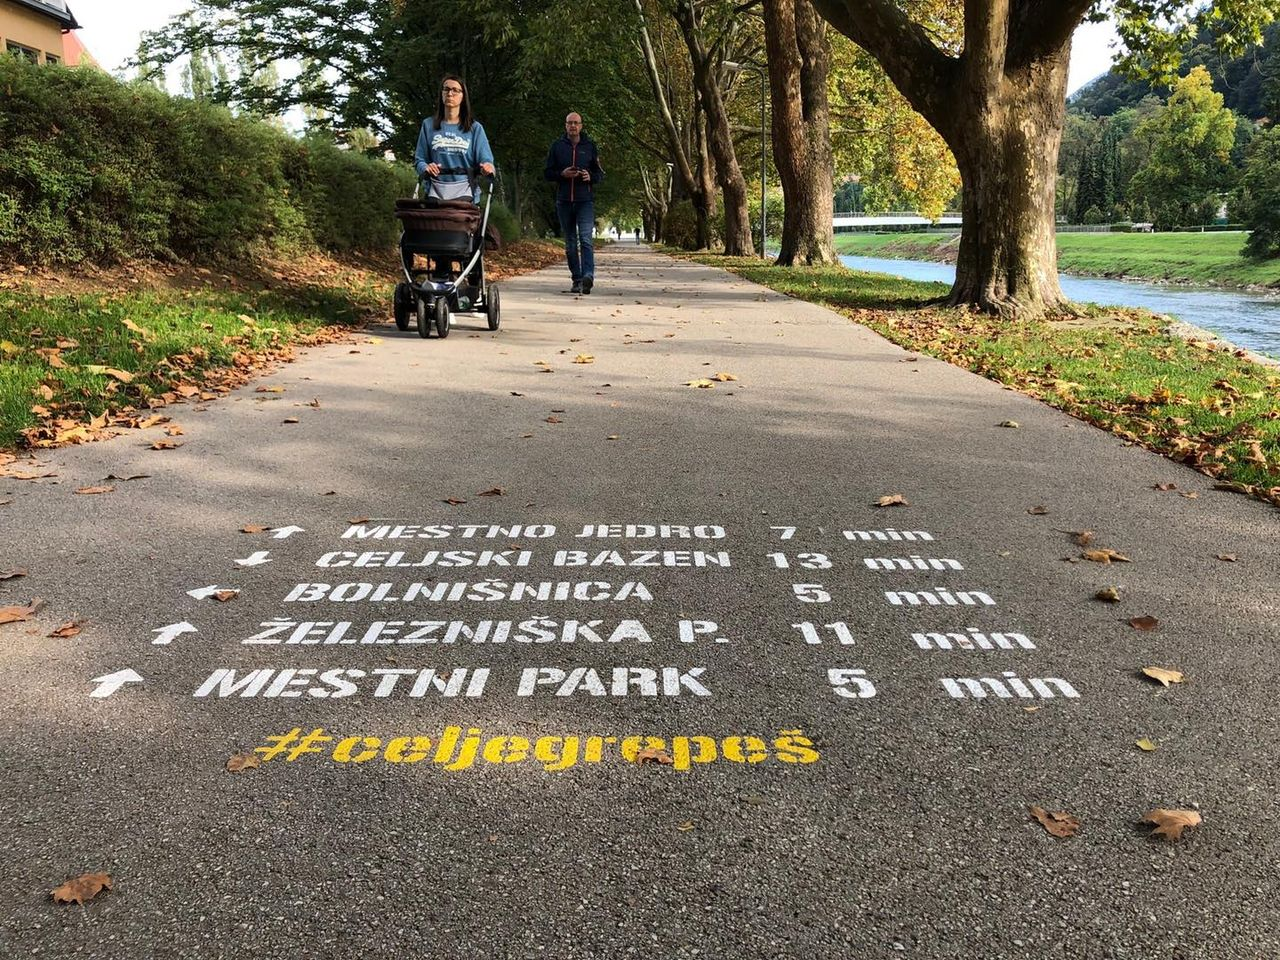 ↑ MESTNO JEDRO 7 min
↓ CELJSKI BAZEN 13 min
← BOLNIŠNICA 5 min
↑ ŽELEZNIŠKA P. 11 min
↑ MESTNI PARK 5 min
#celjegrepeš